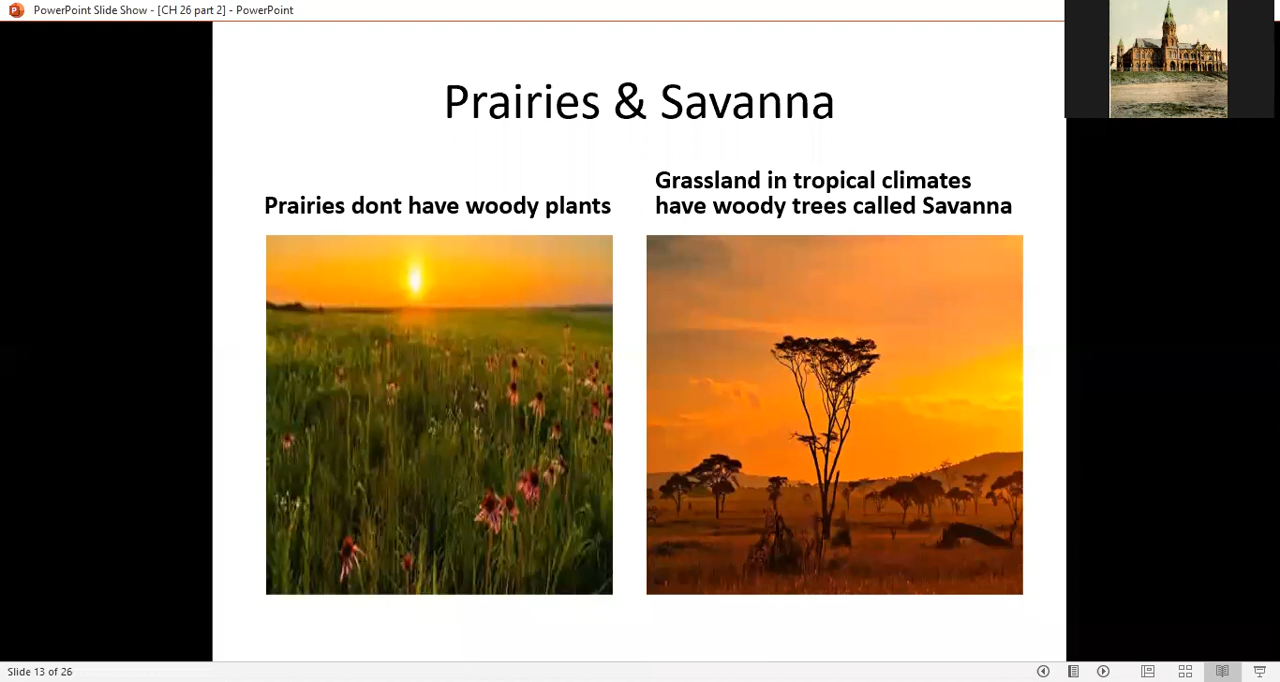 PowerPoint Slide Show - [CH 26 part 2] - PowerPoint
Prairies & Savanna
Prairies dont have woody plants
Grassland in tropical climates
have woody trees called Savanna
Slide 13 of 26